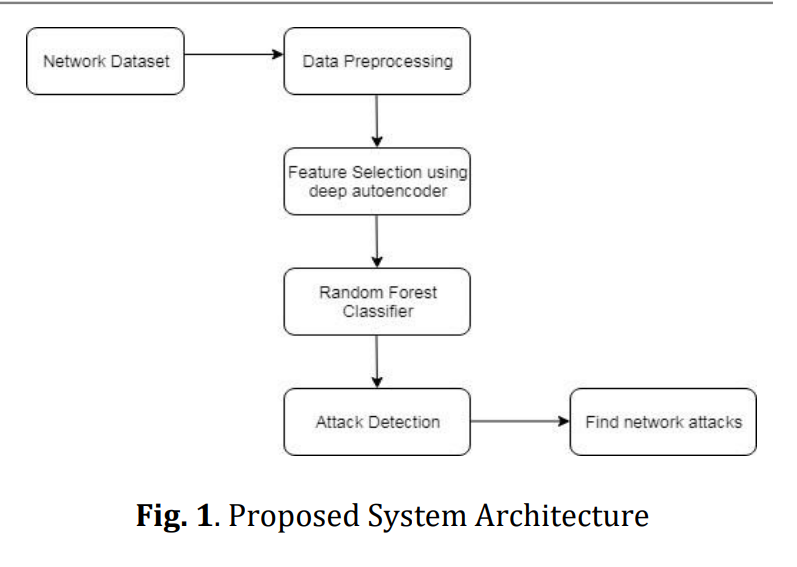 Network Dataset
Data Preprocessing
Feature Selection using
deep autoencoder
Random Forest
Classifier
Attack Detection
Find network attacks
Fig. 1. Proposed System Architecture